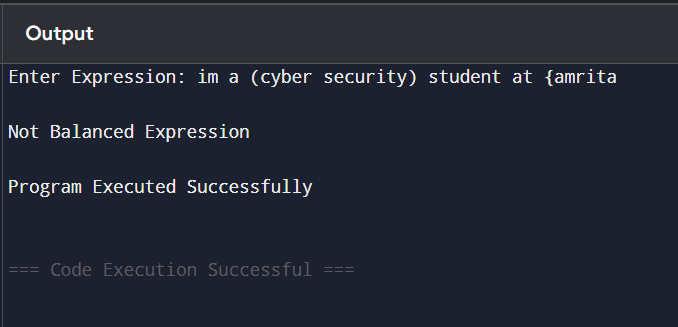 Output
Enter Expression: im a (cyber security) student at {amrita
Not Balanced Expression
Program Executed Successfully
=== Code Execution Successful ===